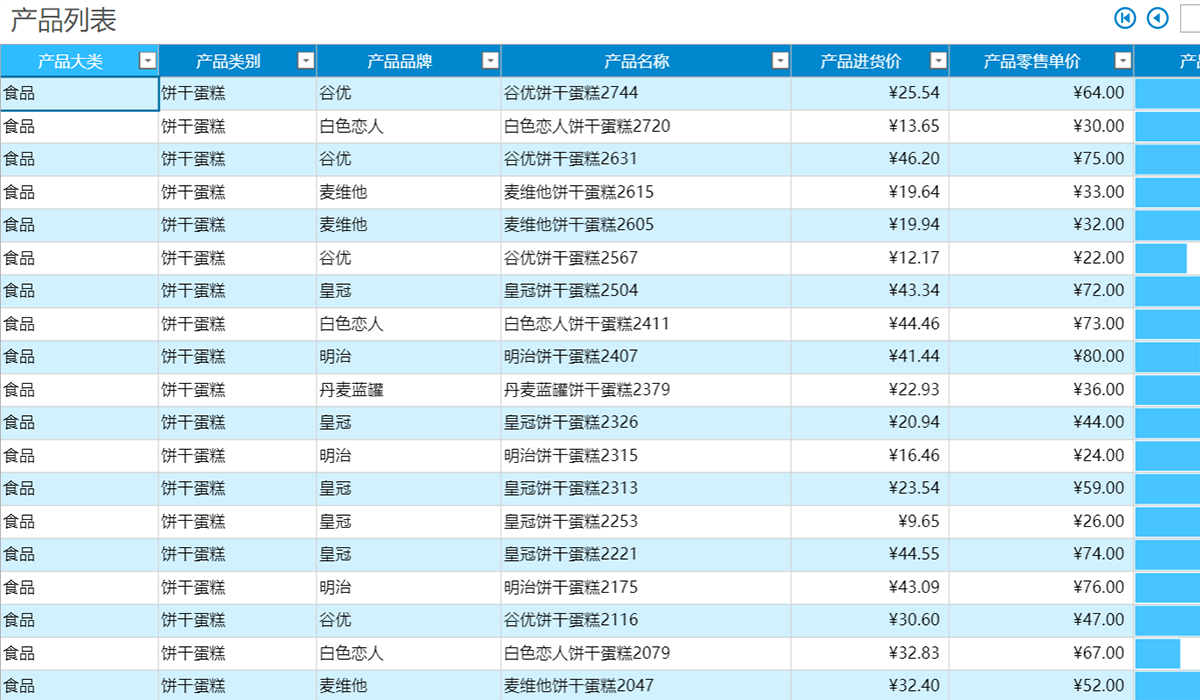 产品列表
产品大类 产品类别 产品品牌 产品名称 产品进货价 产品零售单价
食品 饼干蛋糕 谷优 谷优饼干蛋糕2744 ¥25.54 ¥64.00
食品 饼干蛋糕 白色恋人 白色恋人饼干蛋糕2720 ¥13.65 ¥30.00
食品 饼干蛋糕 谷优 谷优饼干蛋糕2631 ¥46.20 ¥75.00
食品 饼干蛋糕 麦维他 麦维他饼干蛋糕2615 ¥19.64 ¥33.00
食品 饼干蛋糕 麦维他 麦维他饼干蛋糕2605 ¥19.94 ¥32.00
食品 饼干蛋糕 谷优 谷优饼干蛋糕2567 ¥12.17 ¥22.00
食品 饼干蛋糕 皇冠 皇冠饼干蛋糕2504 ¥43.34 ¥72.00
食品 饼干蛋糕 白色恋人 白色恋人饼干蛋糕2411 ¥44.46 ¥73.00
食品 饼干蛋糕 明治 明治饼干蛋糕2407 ¥41.44 ¥80.00
食品 饼干蛋糕 丹麦蓝罐 丹麦蓝罐饼干蛋糕2379 ¥22.93 ¥36.00
食品 饼干蛋糕 皇冠 皇冠饼干蛋糕2326 ¥20.94 ¥44.00
食品 饼干蛋糕 明治 明治饼干蛋糕2315 ¥16.46 ¥24.00
食品 饼干蛋糕 皇冠 皇冠饼干蛋糕2313 ¥23.54 ¥59.00
食品 饼干蛋糕 皇冠 皇冠饼干蛋糕2253 ¥9.65 ¥26.00
食品 饼干蛋糕 皇冠 皇冠饼干蛋糕2221 ¥44.55 ¥74.00
食品 饼干蛋糕 明治 明治饼干蛋糕2175 ¥43.09 ¥76.00
食品 饼干蛋糕 谷优 谷优饼干蛋糕2116 ¥30.60 ¥47.00
食品 饼干蛋糕 白色恋人 白色恋人饼干蛋糕2079 ¥32.83 ¥67.00
食品 饼干蛋糕 麦维他 麦维他饼干蛋糕2047 ¥32.40 ¥52.00